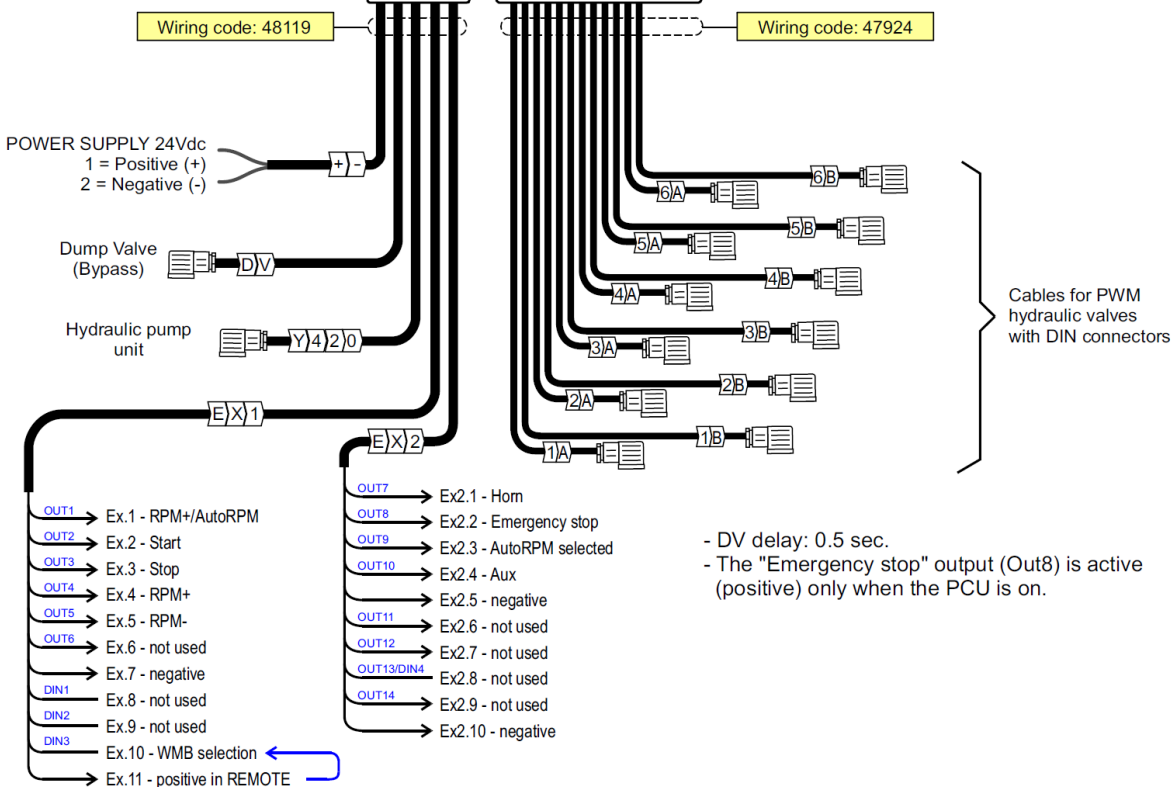 Wiring code: 48119
Wiring code: 47924
POWER SUPPLY 24Vdc
1 = Positive (+)
2 = Negative (-)
+ -
Dump Valve
(Bypass)
D V
Hydraulic pump
unit
Y 4 2 0
E X 1
E X 2
6B
6A
5B
5A
4B
4A
3B
3A
2B
2A
1B
1A
Cables for PWM
hydraulic valves
with DIN connectors
OUT1 Ex.1 - RPM+/AutoRPM
OUT2 Ex.2 - Start
OUT3 Ex.3 - Stop
OUT4 Ex.4 - RPM+
OUT5 Ex.5 - RPM-
OUT6 Ex.6 - not used
Ex.7 - negative
DIN1 Ex.8 - not used
DIN2 Ex.9 - not used
DIN3 Ex.10 - WMB selection
Ex.11 - positive in REMOTE
OUT7 Ex2.1 - Horn
OUT8 Ex2.2 - Emergency stop
OUT9 Ex2.3 - AutoRPM selected
OUT10 Ex2.4 - Aux
Ex2.5 - negative
OUT11 Ex2.6 - not used
OUT12 Ex2.7 - not used
OUT13/DIN4 Ex2.8 - not used
OUT14 Ex2.9 - not used
Ex2.10 - negative
- DV delay: 0.5 sec.
- The "Emergency stop" output (Out8) is active
(positive) only when the PCU is on.